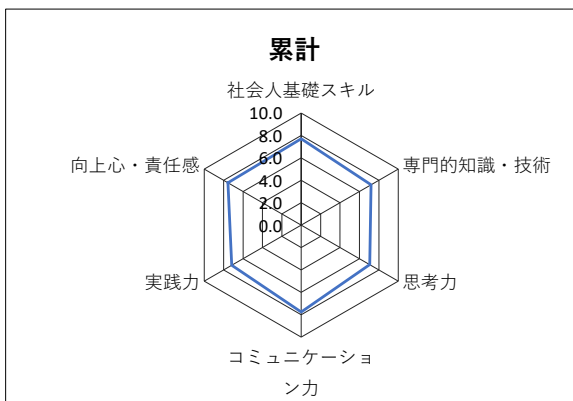 累計
社会人基礎スキル
10.0
8.0
向上心・責任感
専門的知識・技術
6.0
4.0
2.0
0.0
実践力
思考力
コミュニケーショ
ン力